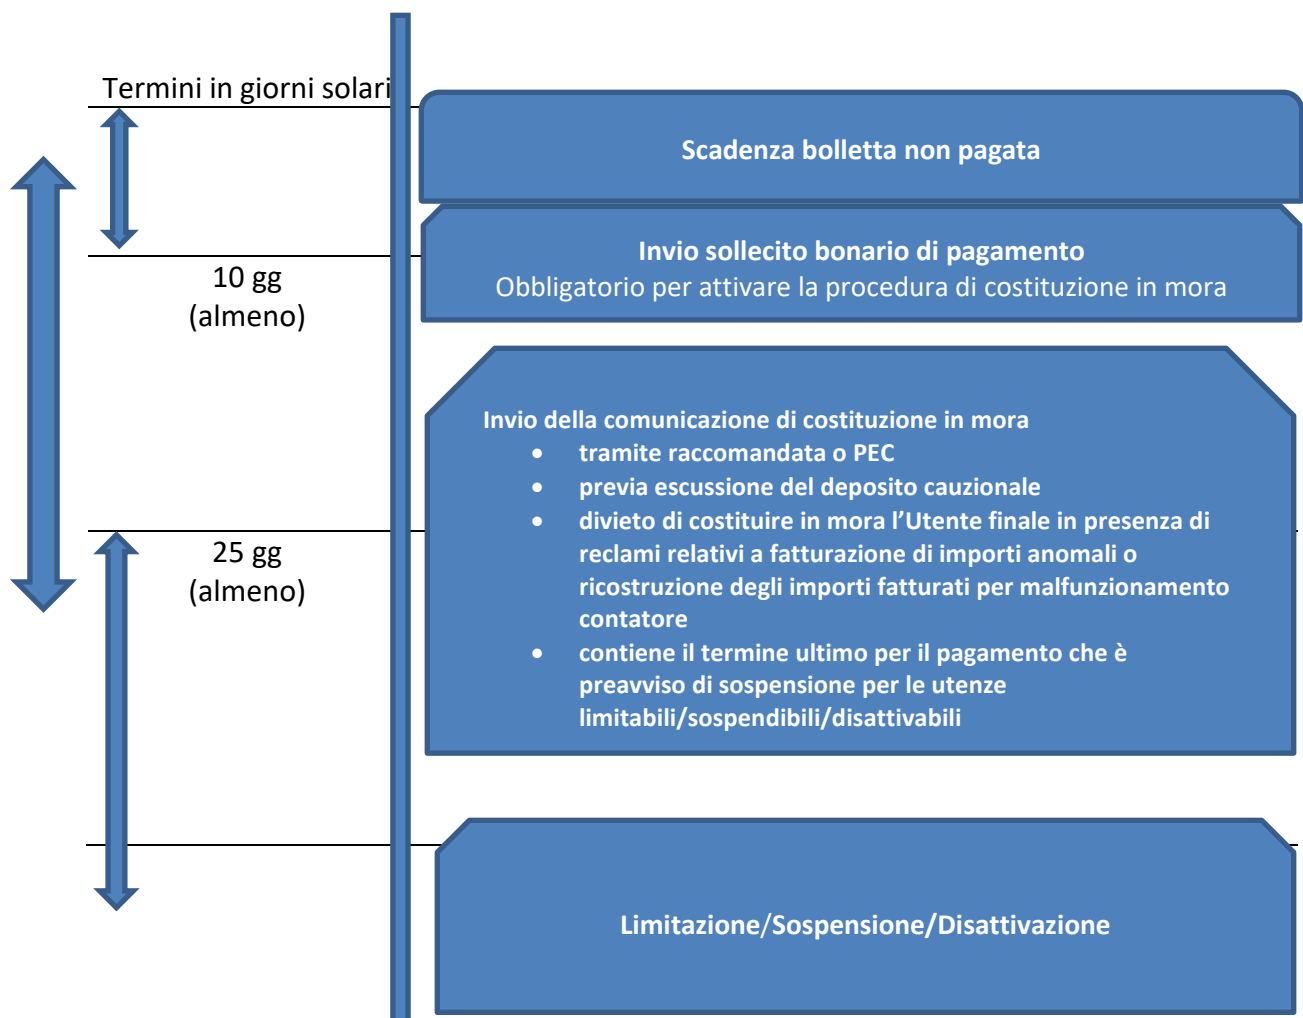 Termini in giorni solari
Scadenza bolletta non pagata
Invio sollecito bonario di pagamento
Obbligatorio per attivare la procedura di costituzione in mora
10 gg
(almeno)
Invio della comunicazione di costituzione in mora
• tramite raccomandata o PEC
• previa escussione del deposito cauzionale
• divieto di costituire in mora l’Utente finale in presenza di
reclami relativi a fatturazione di importi anomali o
ricostruzione degli importi fatturati per malfunzionamento
contatore
• contiene il termine ultimo per il pagamento che è
preavviso di sospensione per le utenze
limitabili/sospendibili/disattivabili
25 gg
(almeno)
Limitazione/Sospensione/Disattivazione